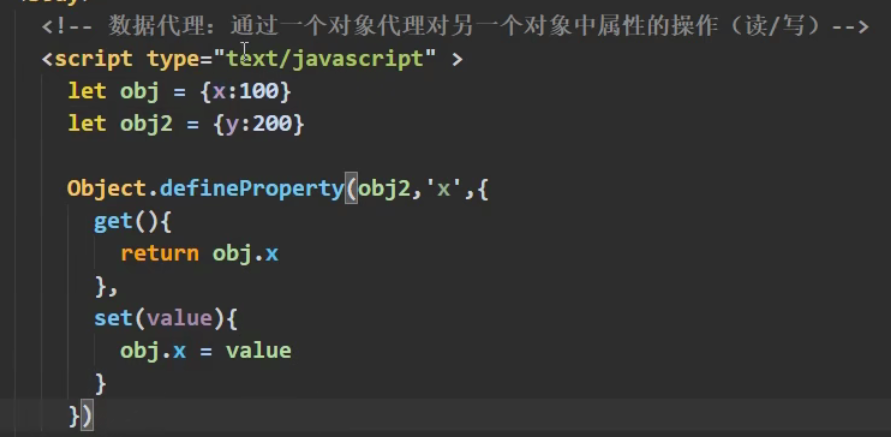 <!-- 数据代理：通过一个对象代理对另一个对象中属性的操作（读/写）-->
<script type="text/javascript" >
let obj = {x:100}
let obj2 = {y:200}
Object.defineProperty(obj2,'x',{
get(){
return obj.x
},
set(value){
obj.x = value
}
})